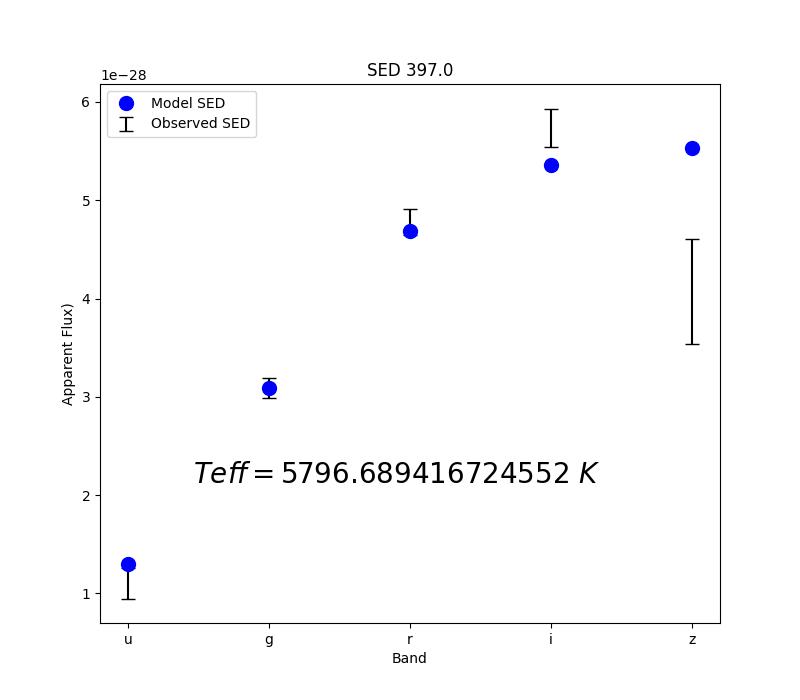 SED 397.0
1e−28
Model SED
Observed SED
6
5
4
3
2
1
Apparent Flux)
Teff = 5796.689416724552 K
u g r i z
Band